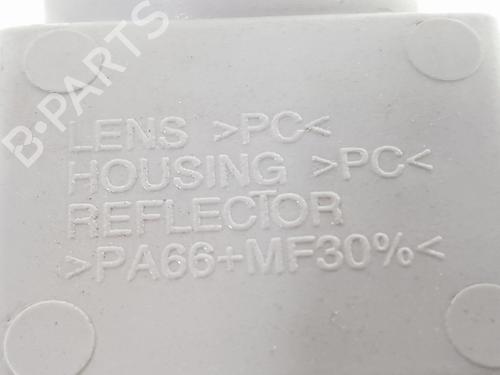 B-PARTS
LENS >PC<
HOUSING >PC<
REFLECTOR
>PA66+MF30%<